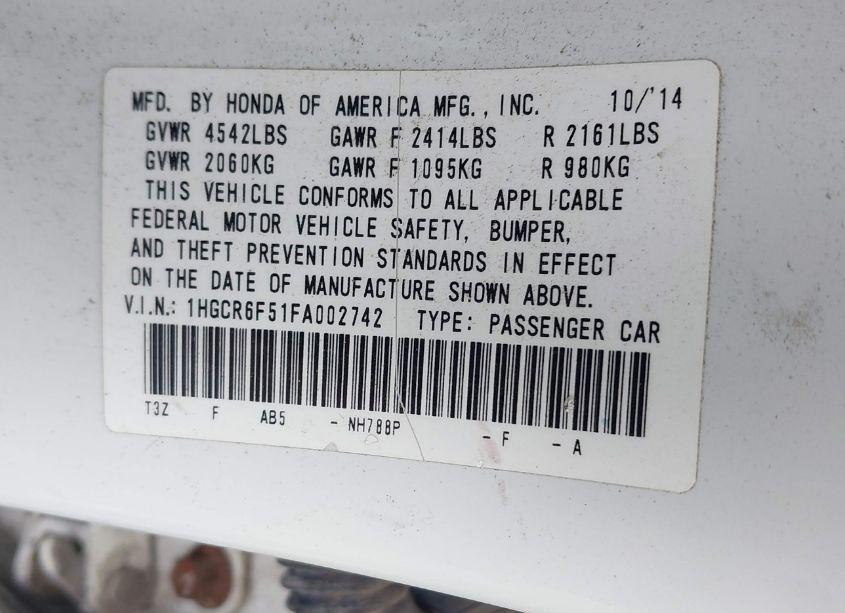 MFD. BY HONDA OF AMERICA MFG., INC. 10/'14
GVWR 4542LBS GAWR F 2414LBS R 2161LBS
GVWR 2060KG GAWR F 1095KG R 980KG
THIS VEHICLE CONFORMS TO ALL APPLICABLE
FEDERAL MOTOR VEHICLE SAFETY, BUMPER,
AND THEFT PREVENTION STANDARDS IN EFFECT
ON THE DATE OF MANUFACTURE SHOWN ABOVE.
V.I.N.: 1HGCR6F51FA002742 TYPE: PASSENGER CAR
T3Z F AB5 - NH788P - F - A